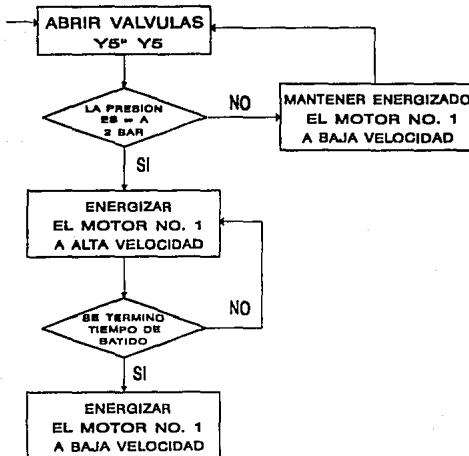 ABRIR VALVULAS
Y5" Y5
LA PRESION
ES = A
2 BAR
NO
MANTENER ENERGIZADO
EL MOTOR NO. 1
A BAJA VELOCIDAD
SI
ENERGIZAR
EL MOTOR NO. 1
A ALTA VELOCIDAD
SE TERMINO
TIEMPO DE
BATIDO
NO
SI
ENERGIZAR
EL MOTOR NO. 1
A BAJA VELOCIDAD